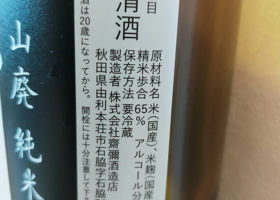 品目
清酒
原材料名 米(国産)、米麹(国産
精米歩合 65% アルコール分
保存方法 要冷蔵
製造者 株式会社齋彌酒造店
秋田県由利本荘市石脇字石脇
酒は20歳になってから。開栓には十分注意して下
山廃 純米